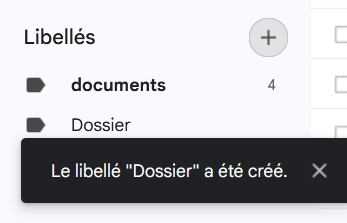 Libellés
documents 4
Dossier
Le libellé "Dossier" a été créé.